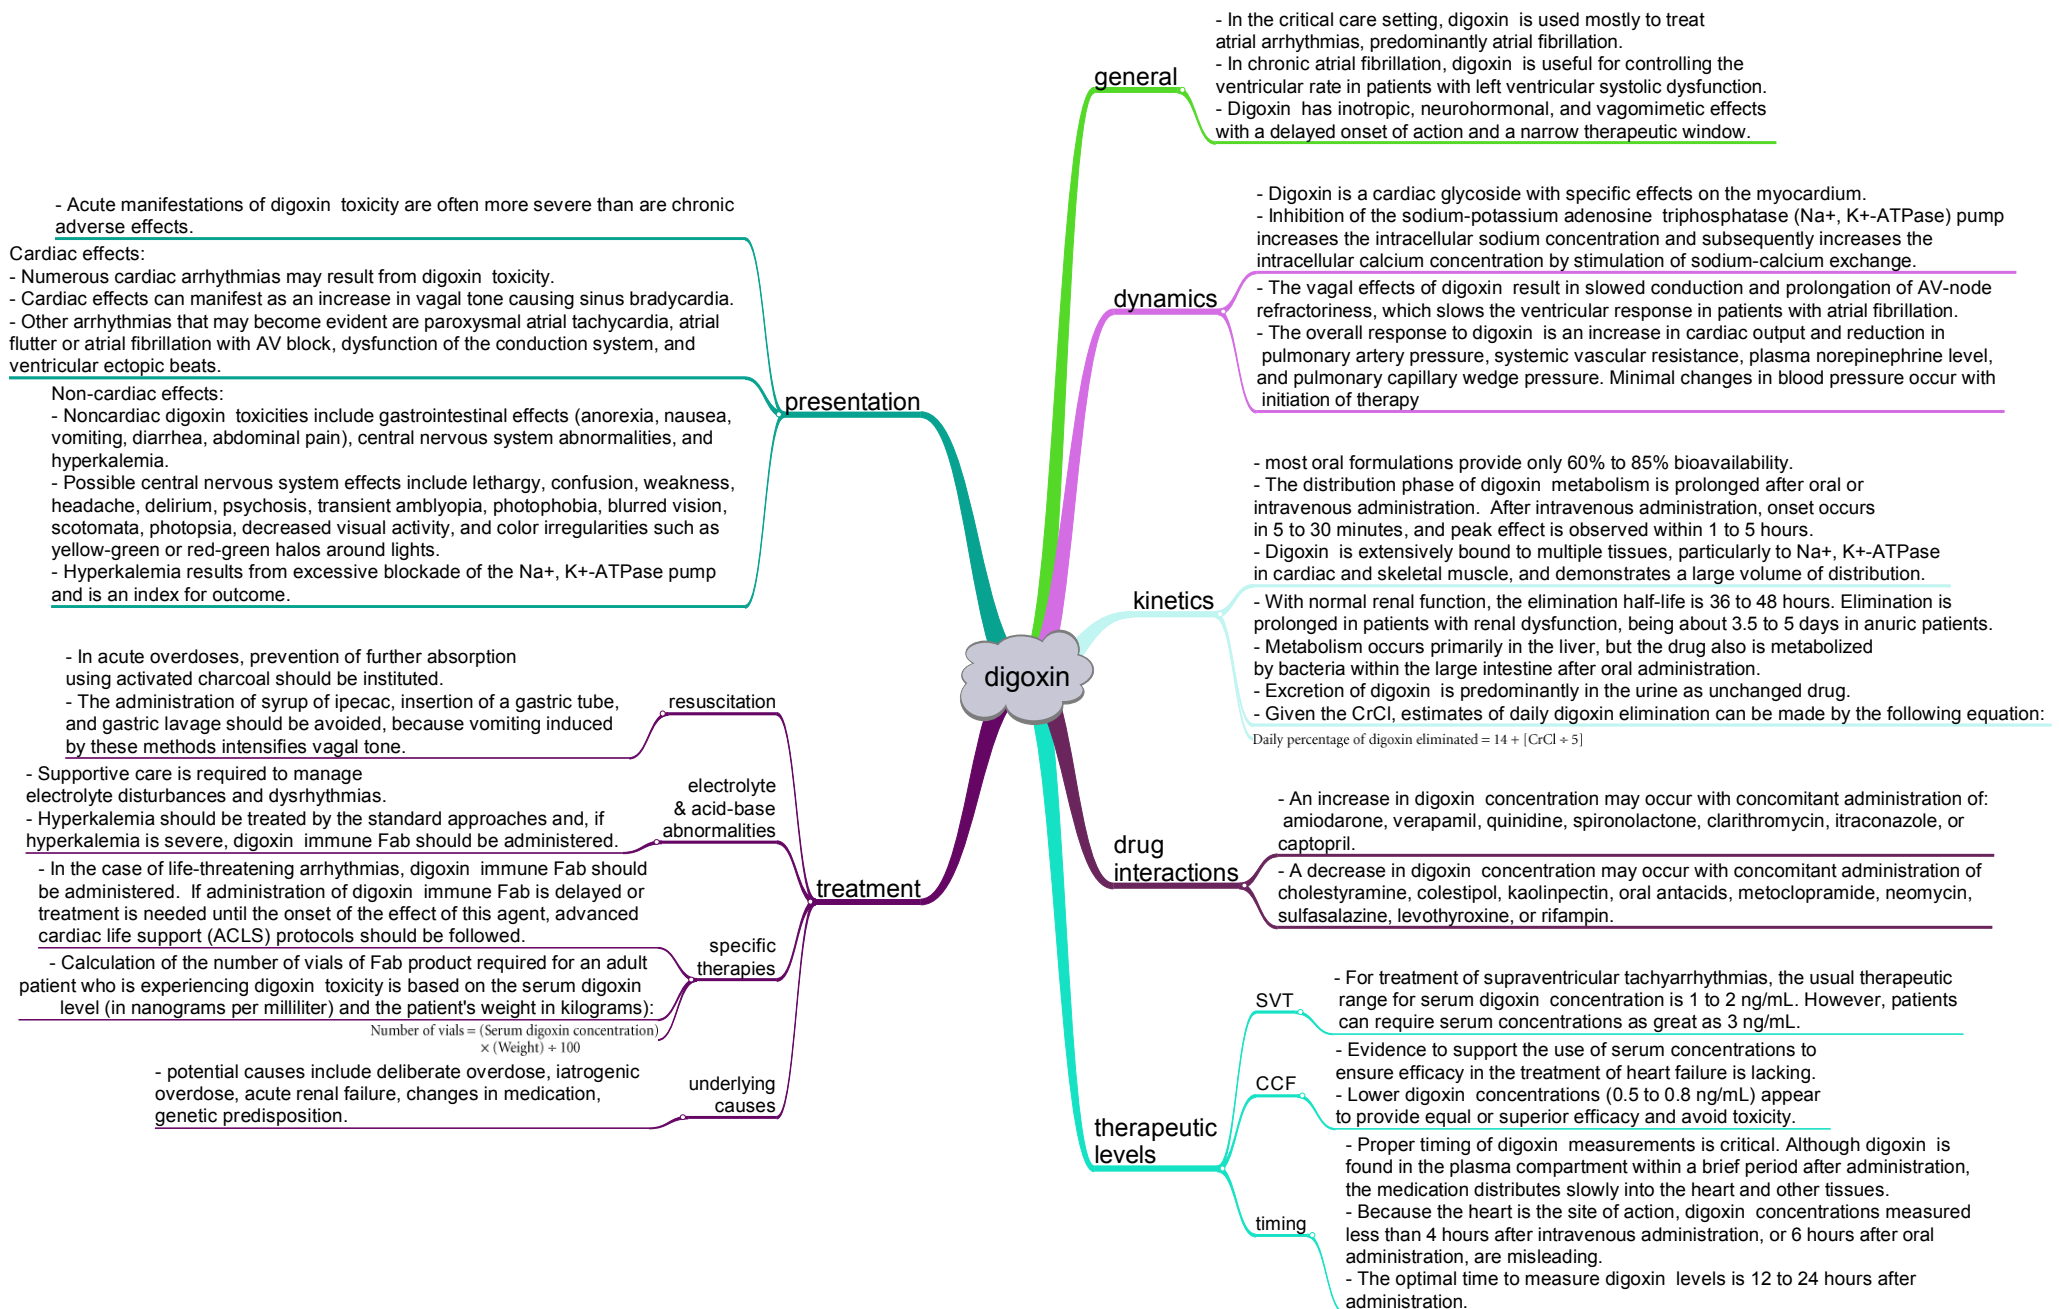 digoxin
general
- In the critical care setting, digoxin is used mostly to treat
atrial arrhythmias, predominantly atrial fibrillation.
- In chronic atrial fibrillation, digoxin is useful for controlling the
ventricular rate in patients with left ventricular systolic dysfunction.
- Digoxin has inotropic, neurohormonal, and vagomimetic effects
with a delayed onset of action and a narrow therapeutic window.
dynamics
- Digoxin is a cardiac glycoside with specific effects on the myocardium.
- Inhibition of the sodium-potassium adenosine triphosphatase (Na+, K+-ATPase) pump
increases the intracellular sodium concentration and subsequently increases the
intracellular calcium concentration by stimulation of sodium-calcium exchange.
- The vagal effects of digoxin result in slowed conduction and prolongation of AV-node
refractoriness, which slows the ventricular response in patients with atrial fibrillation.
- The overall response to digoxin is an increase in cardiac output and reduction in
pulmonary artery pressure, systemic vascular resistance, plasma norepinephrine level,
and pulmonary capillary wedge pressure. Minimal changes in blood pressure occur with
initiation of therapy
kinetics
- most oral formulations provide only 60% to 85% bioavailability.
- The distribution phase of digoxin metabolism is prolonged after oral or
intravenous administration. After intravenous administration, onset occurs
in 5 to 30 minutes, and peak effect is observed within 1 to 5 hours.
- Digoxin is extensively bound to multiple tissues, particularly to Na+, K+-ATPase
in cardiac and skeletal muscle, and demonstrates a large volume of distribution.
- With normal renal function, the elimination half-life is 36 to 48 hours. Elimination is
prolonged in patients with renal dysfunction, being about 3.5 to 5 days in anuric patients.
- Metabolism occurs primarily in the liver, but the drug also is metabolized
by bacteria within the large intestine after oral administration.
- Excretion of digoxin is predominantly in the urine as unchanged drug.
- Given the CrCl, estimates of daily digoxin elimination can be made by the following equation:
Daily percentage of digoxin eliminated = 14 + [CrCl ÷ 5]
drug
interactions
- An increase in digoxin concentration may occur with concomitant administration of:
amiodarone, verapamil, quinidine, spironolactone, clarithromycin, itraconazole, or
captopril.
- A decrease in digoxin concentration may occur with concomitant administration of
cholestyramine, colestipol, kaolinpectin, oral antacids, metoclopramide, neomycin,
sulfasalazine, levothyroxine, or rifampin.
therapeutic
levels
SVT
- For treatment of supraventricular tachyarrhythmias, the usual therapeutic
range for serum digoxin concentration is 1 to 2 ng/mL. However, patients
can require serum concentrations as great as 3 ng/mL.
CCF
- Evidence to support the use of serum concentrations to
ensure efficacy in the treatment of heart failure is lacking.
- Lower digoxin concentrations (0.5 to 0.8 ng/mL) appear
to provide equal or superior efficacy and avoid toxicity.
timing
- Proper timing of digoxin measurements is critical. Although digoxin is
found in the plasma compartment within a brief period after administration,
the medication distributes slowly into the heart and other tissues.
- Because the heart is the site of action, digoxin concentrations measured
less than 4 hours after intravenous administration, or 6 hours after oral
administration, are misleading.
- The optimal time to measure digoxin levels is 12 to 24 hours after
administration.
presentation
- Acute manifestations of digoxin toxicity are often more severe than are chronic
adverse effects.
Cardiac effects:
- Numerous cardiac arrhythmias may result from digoxin toxicity.
- Cardiac effects can manifest as an increase in vagal tone causing sinus bradycardia.
- Other arrhythmias that may become evident are paroxysmal atrial tachycardia, atrial
flutter or atrial fibrillation with AV block, dysfunction of the conduction system, and
ventricular ectopic beats.
Non-cardiac effects:
- Noncardiac digoxin toxicities include gastrointestinal effects (anorexia, nausea,
vomiting, diarrhea, abdominal pain), central nervous system abnormalities, and
hyperkalemia.
- Possible central nervous system effects include lethargy, confusion, weakness,
headache, delirium, psychosis, transient amblyopia, photophobia, blurred vision,
scotomata, photopsia, decreased visual activity, and color irregularities such as
yellow-green or red-green halos around lights.
- Hyperkalemia results from excessive blockade of the Na+, K+-ATPase pump
and is an index for outcome.
treatment
resuscitation
- In acute overdoses, prevention of further absorption
using activated charcoal should be instituted.
- The administration of syrup of ipecac, insertion of a gastric tube,
and gastric lavage should be avoided, because vomiting induced
by these methods intensifies vagal tone.
electrolyte
& acid-base
abnormalities
- Supportive care is required to manage
electrolyte disturbances and dysrhythmias.
- Hyperkalemia should be treated by the standard approaches and, if
hyperkalemia is severe, digoxin immune Fab should be administered.
specific
therapies
- In the case of life-threatening arrhythmias, digoxin immune Fab should
be administered. If administration of digoxin immune Fab is delayed or
treatment is needed until the onset of the effect of this agent, advanced
cardiac life support (ACLS) protocols should be followed.
- Calculation of the number of vials of Fab product required for an adult
patient who is experiencing digoxin toxicity is based on the serum digoxin
level (in nanograms per milliliter) and the patient's weight in kilograms):
Number of vials = (Serum digoxin concentration)
× (Weight) ÷ 100
underlying
causes
- potential causes include deliberate overdose, iatrogenic
overdose, acute renal failure, changes in medication,
genetic predisposition.